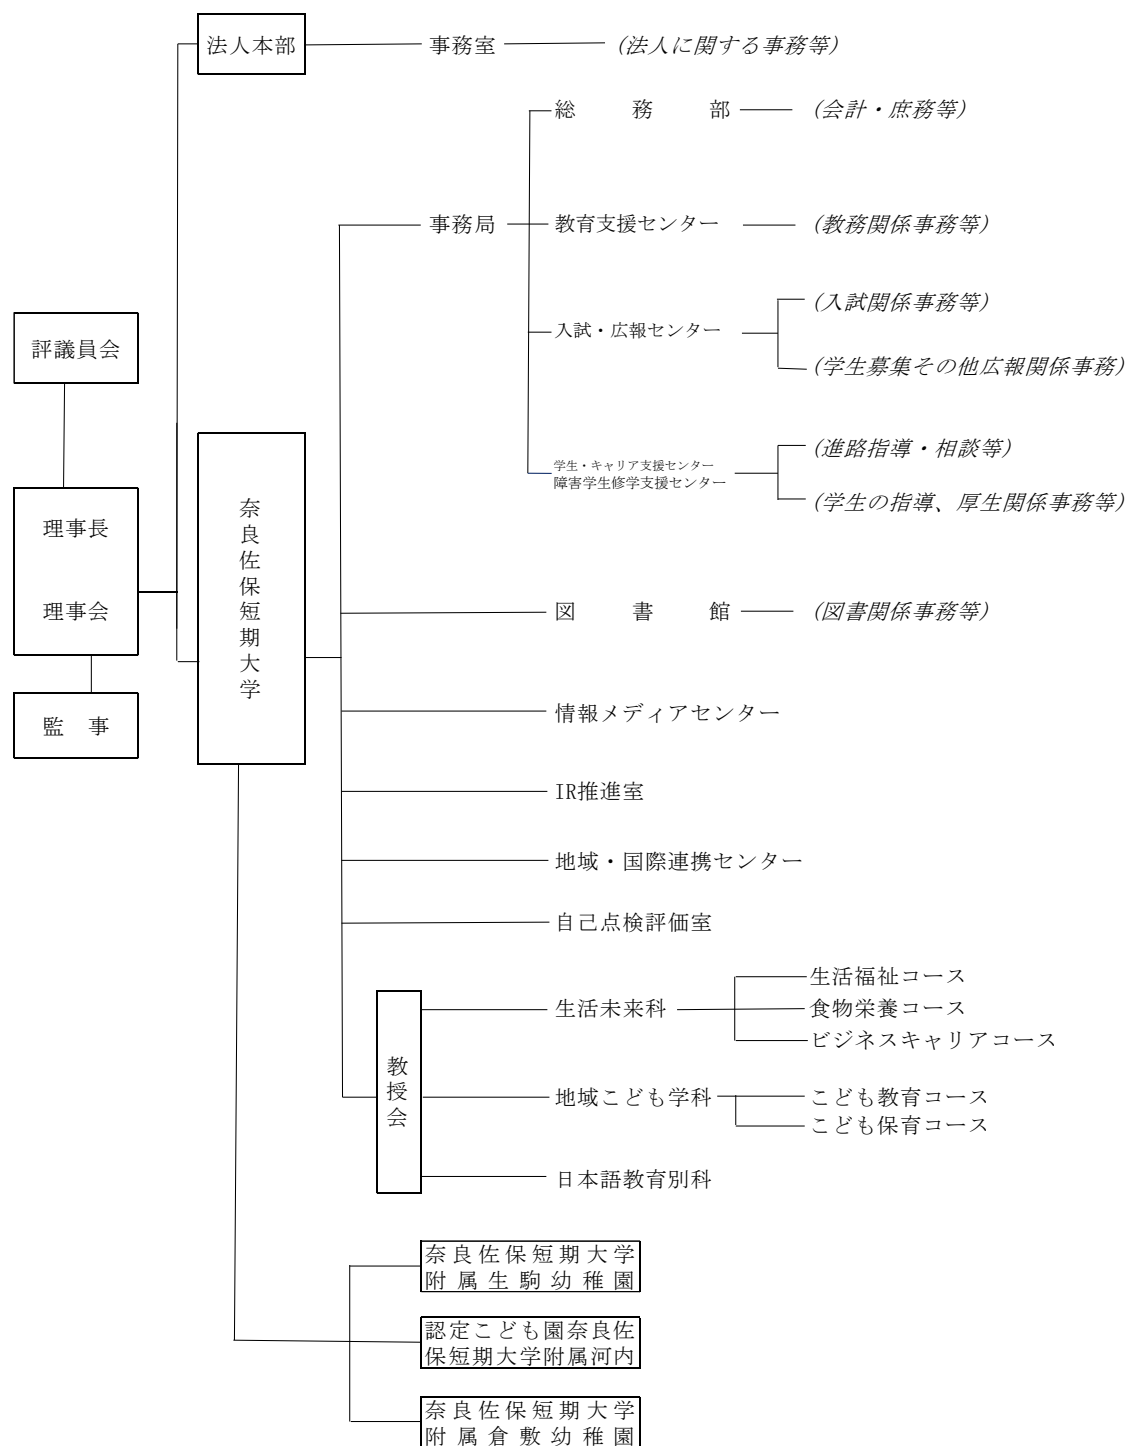 法人本部 事務室 (法人に関する事務等)
総務部 (会計・庶務等)
事務局 教育支援センター (教務関係事務等)
(入試関係事務等)
入試・広報センター
(学生募集その他広報関係事務)
評議員会
(進路指導・相談等)
学生・キャリア支援センター
障害学生修学支援センター
(学生の指導、厚生関係事務等)
理事長
理事会
監事
奈良佐保短期大学
図書館 (図書関係事務等)
情報メディアセンター
IR推進室
地域・国際連携センター
自己点検評価室
教授会
生活未来科
生活福祉コース
食物栄養コース
ビジネスキャリアコース
地域こども学科
こども教育コース
こども保育コース
日本語教育別科
奈良佐保短期大学
附属生駒幼稚園
認定こども園奈良佐
保短期大学附属河内
奈良佐保短期大学
附属倉敷幼稚園